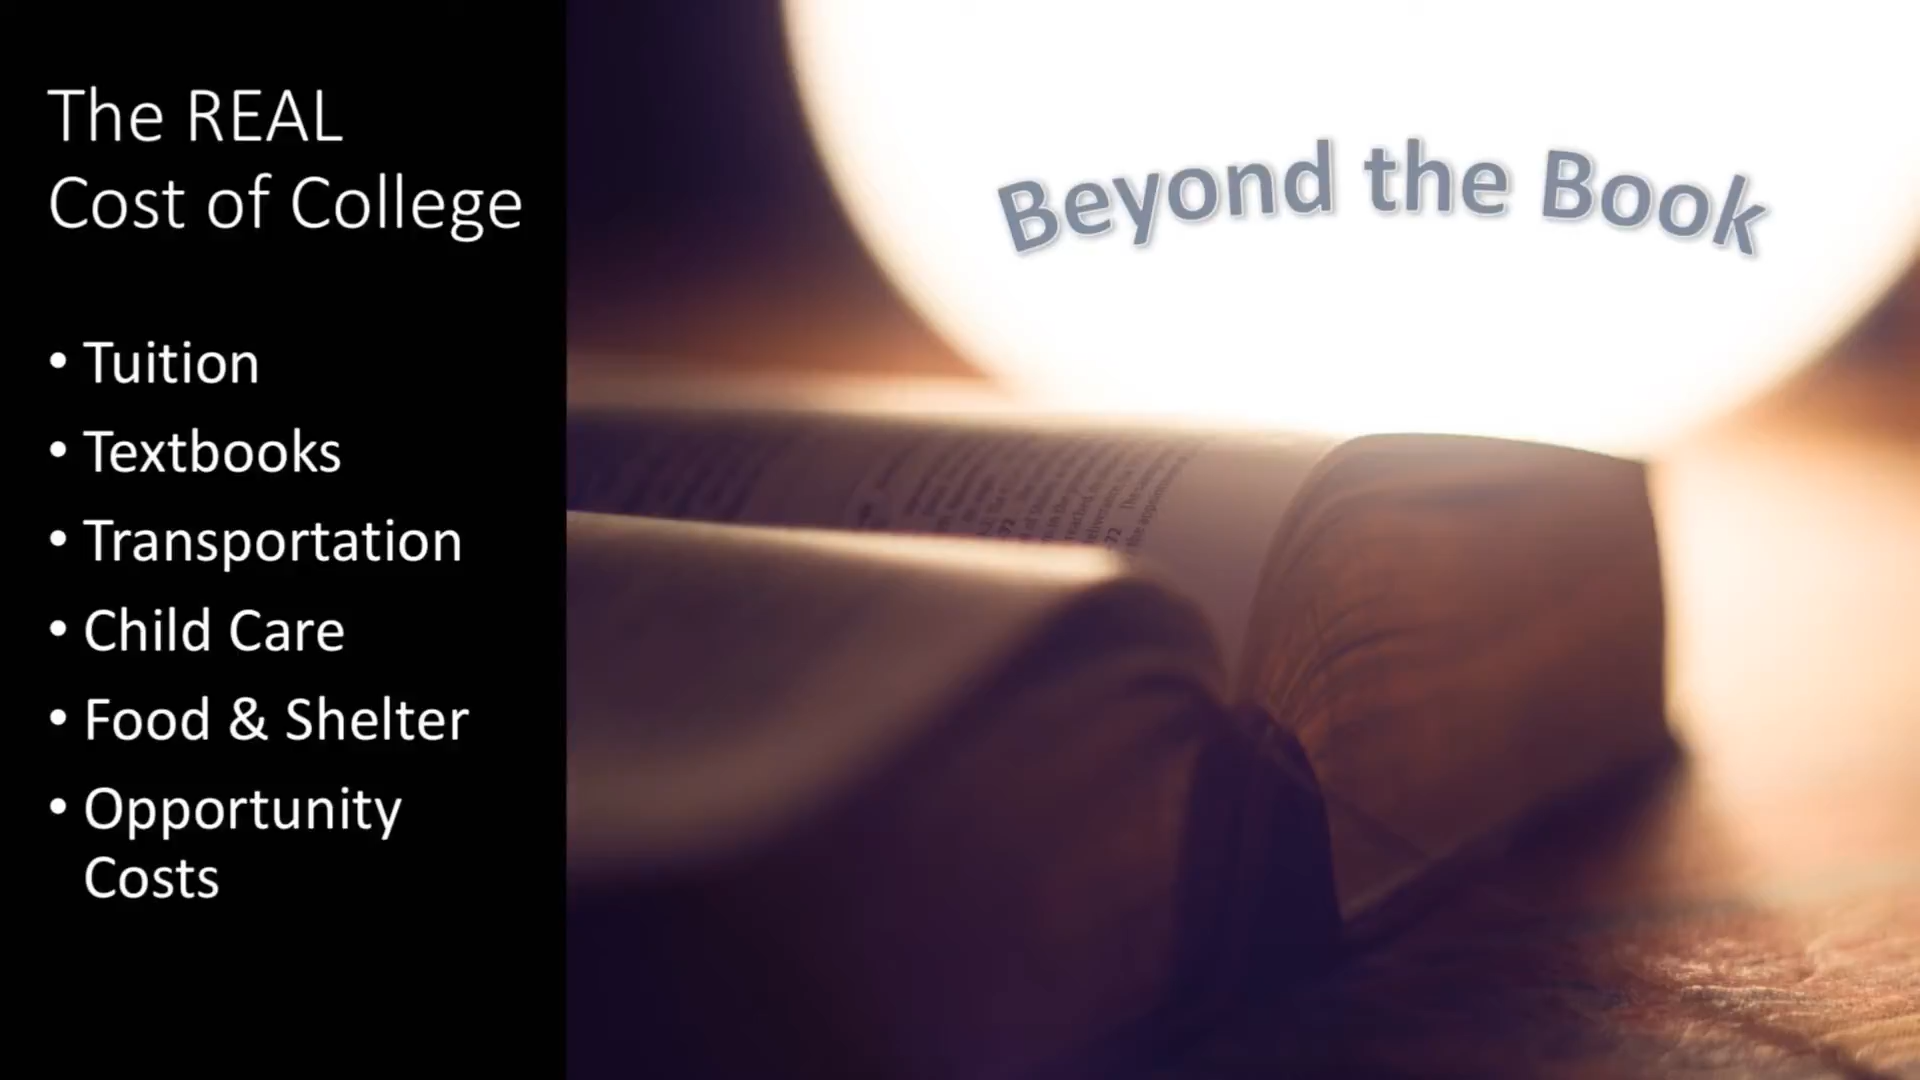 The REAL
Cost of College
• Tuition
• Textbooks
• Transportation
• Child Care
• Food & Shelter
• Opportunity
Costs
Beyond the Book